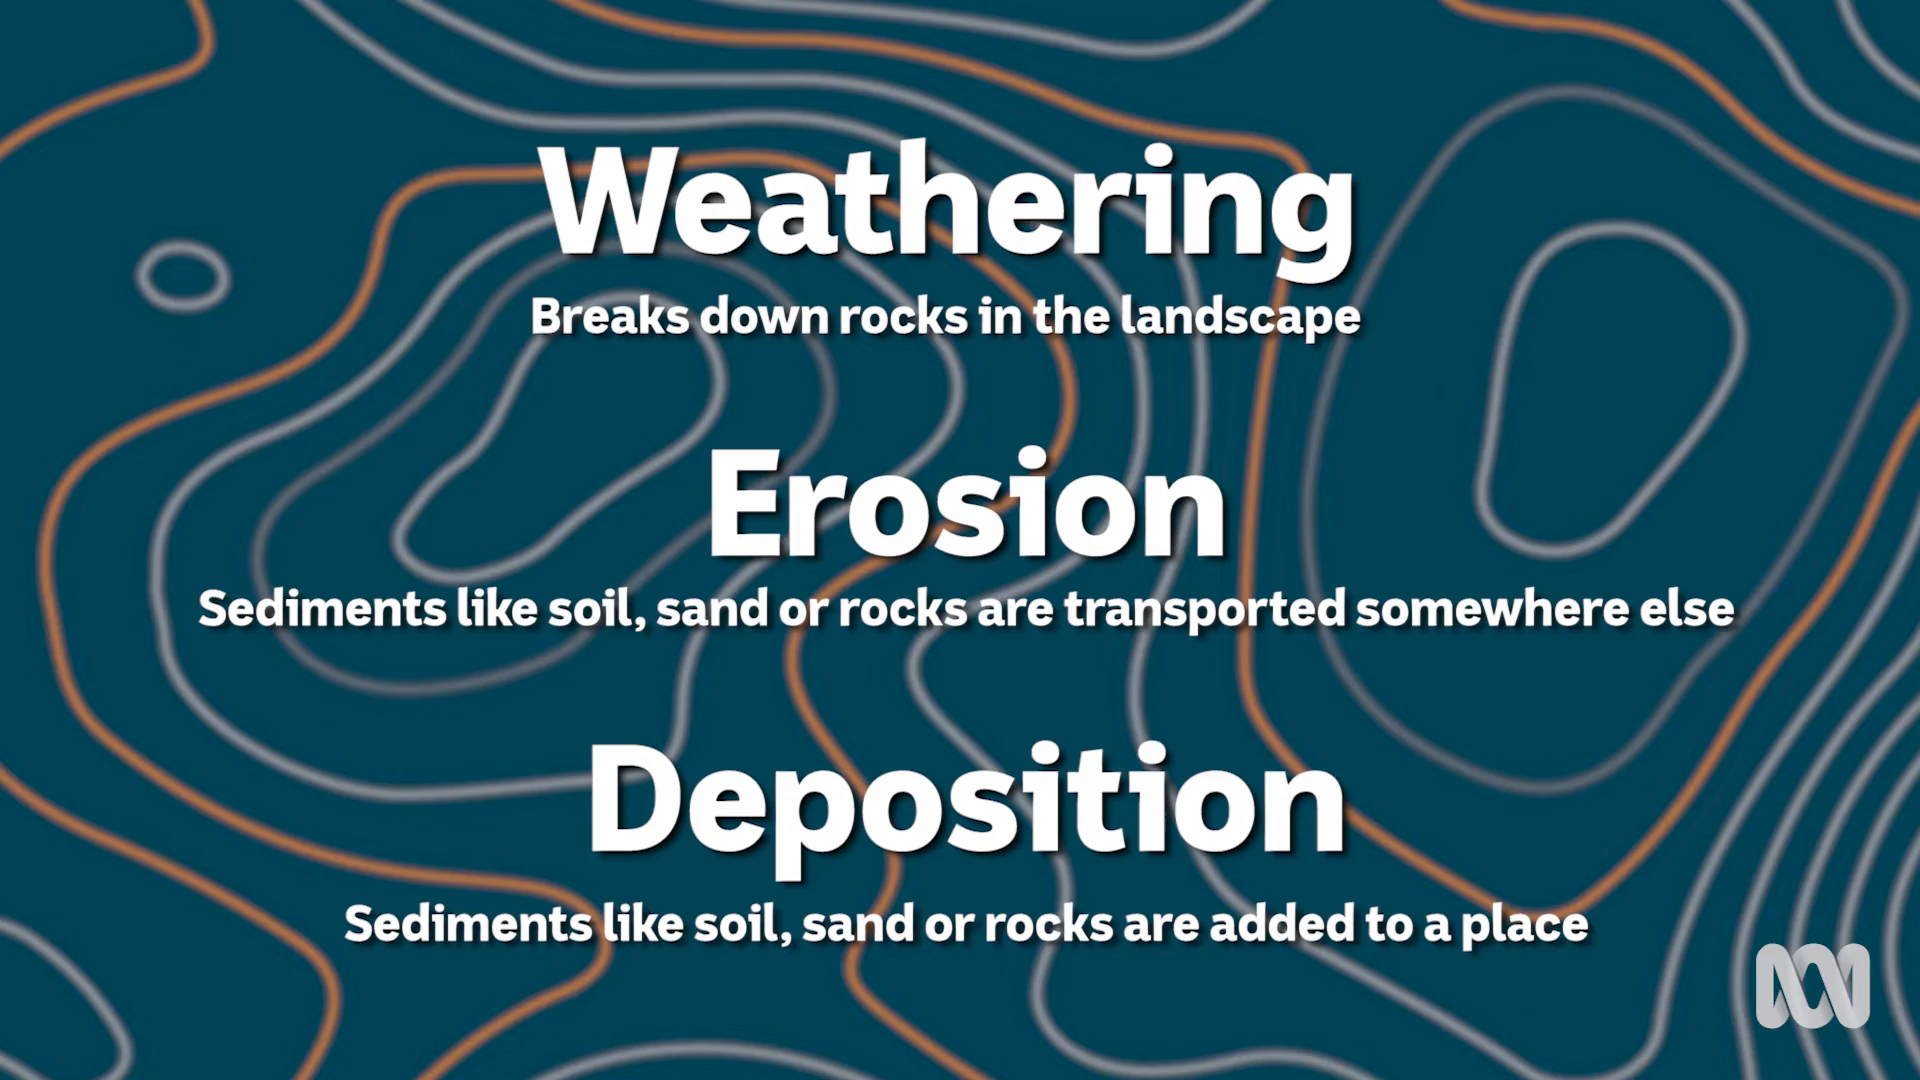 Weathering
Breaks down rocks in the landscape
Erosion
Sediments like soil, sand or rocks are transported somewhere else
Deposition
Sediments like soil, sand or rocks are added to a place